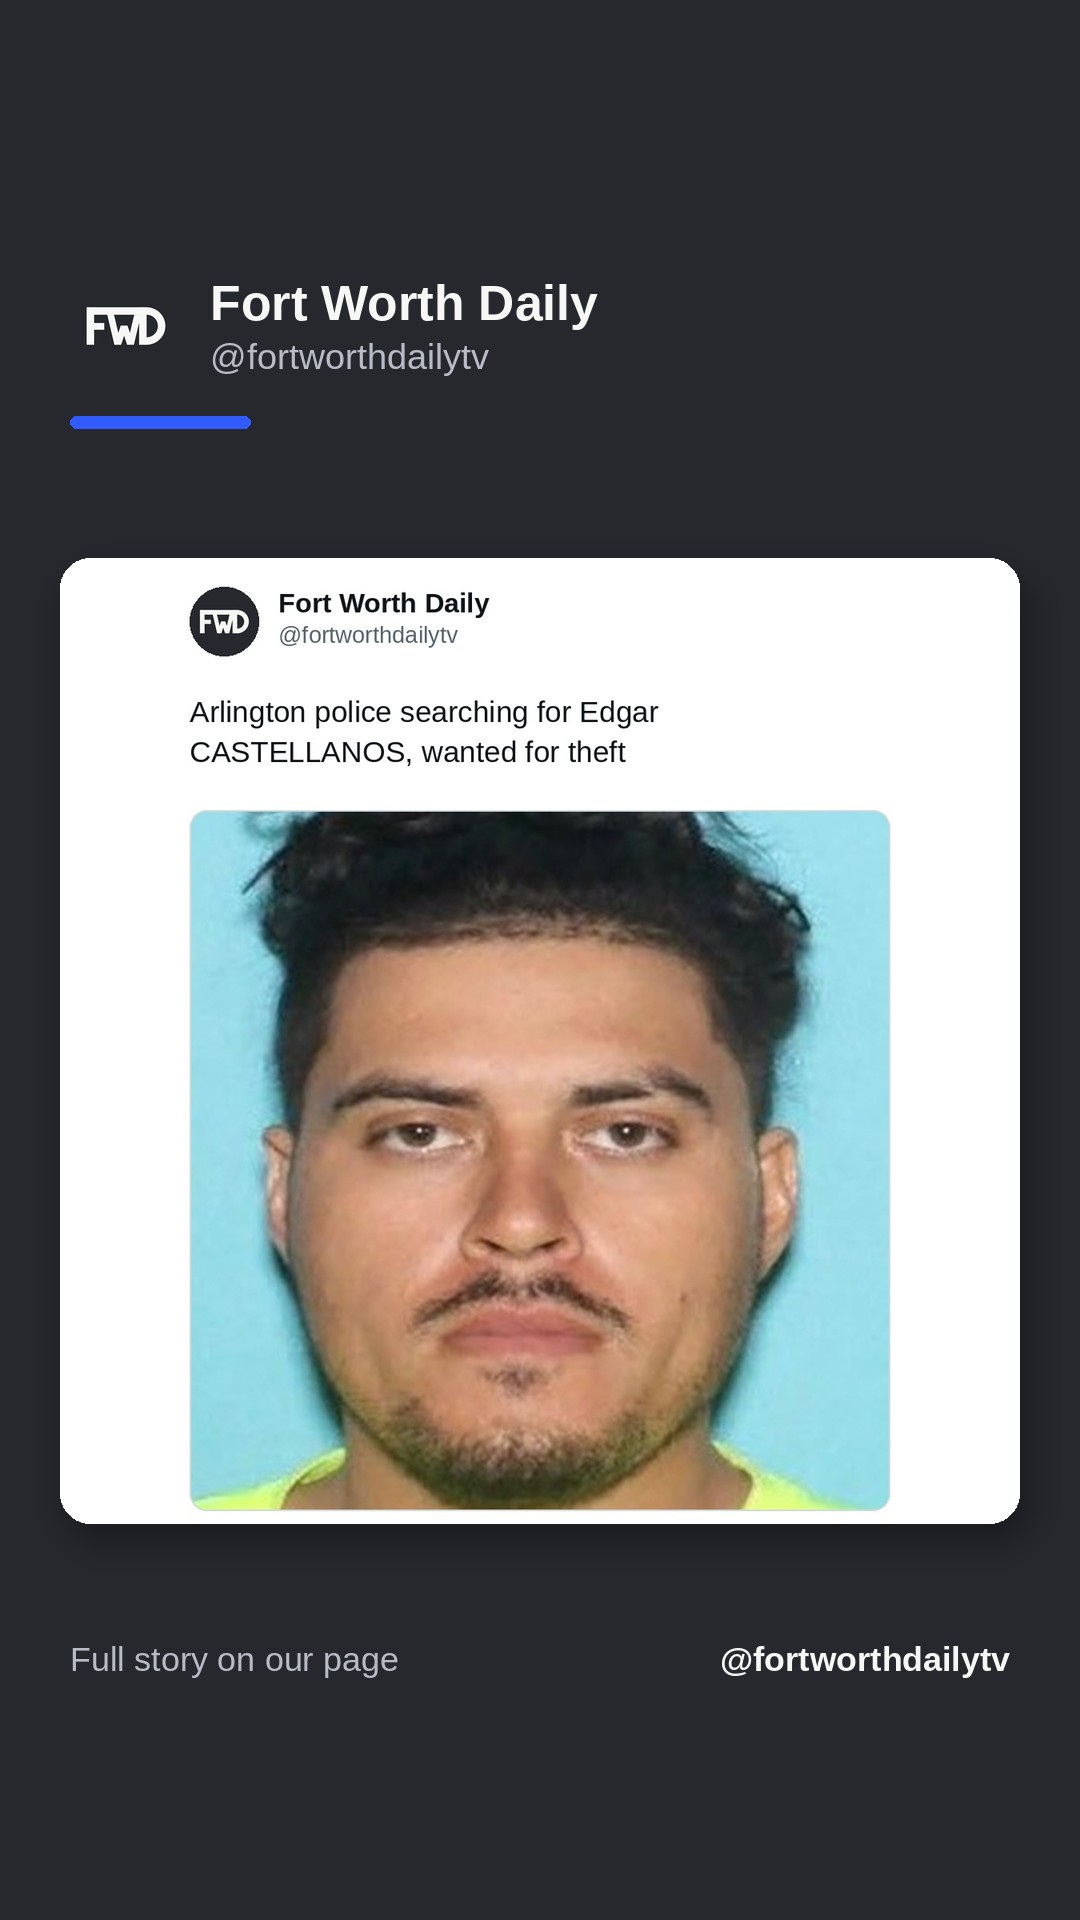 FWD
Fort Worth Daily
@fortworthdailytv
FWD
Fort Worth Daily
@fortworthdailytv
Arlington police searching for Edgar
CASTELLANOS, wanted for theft
Full story on our page
@fortworthdailytv